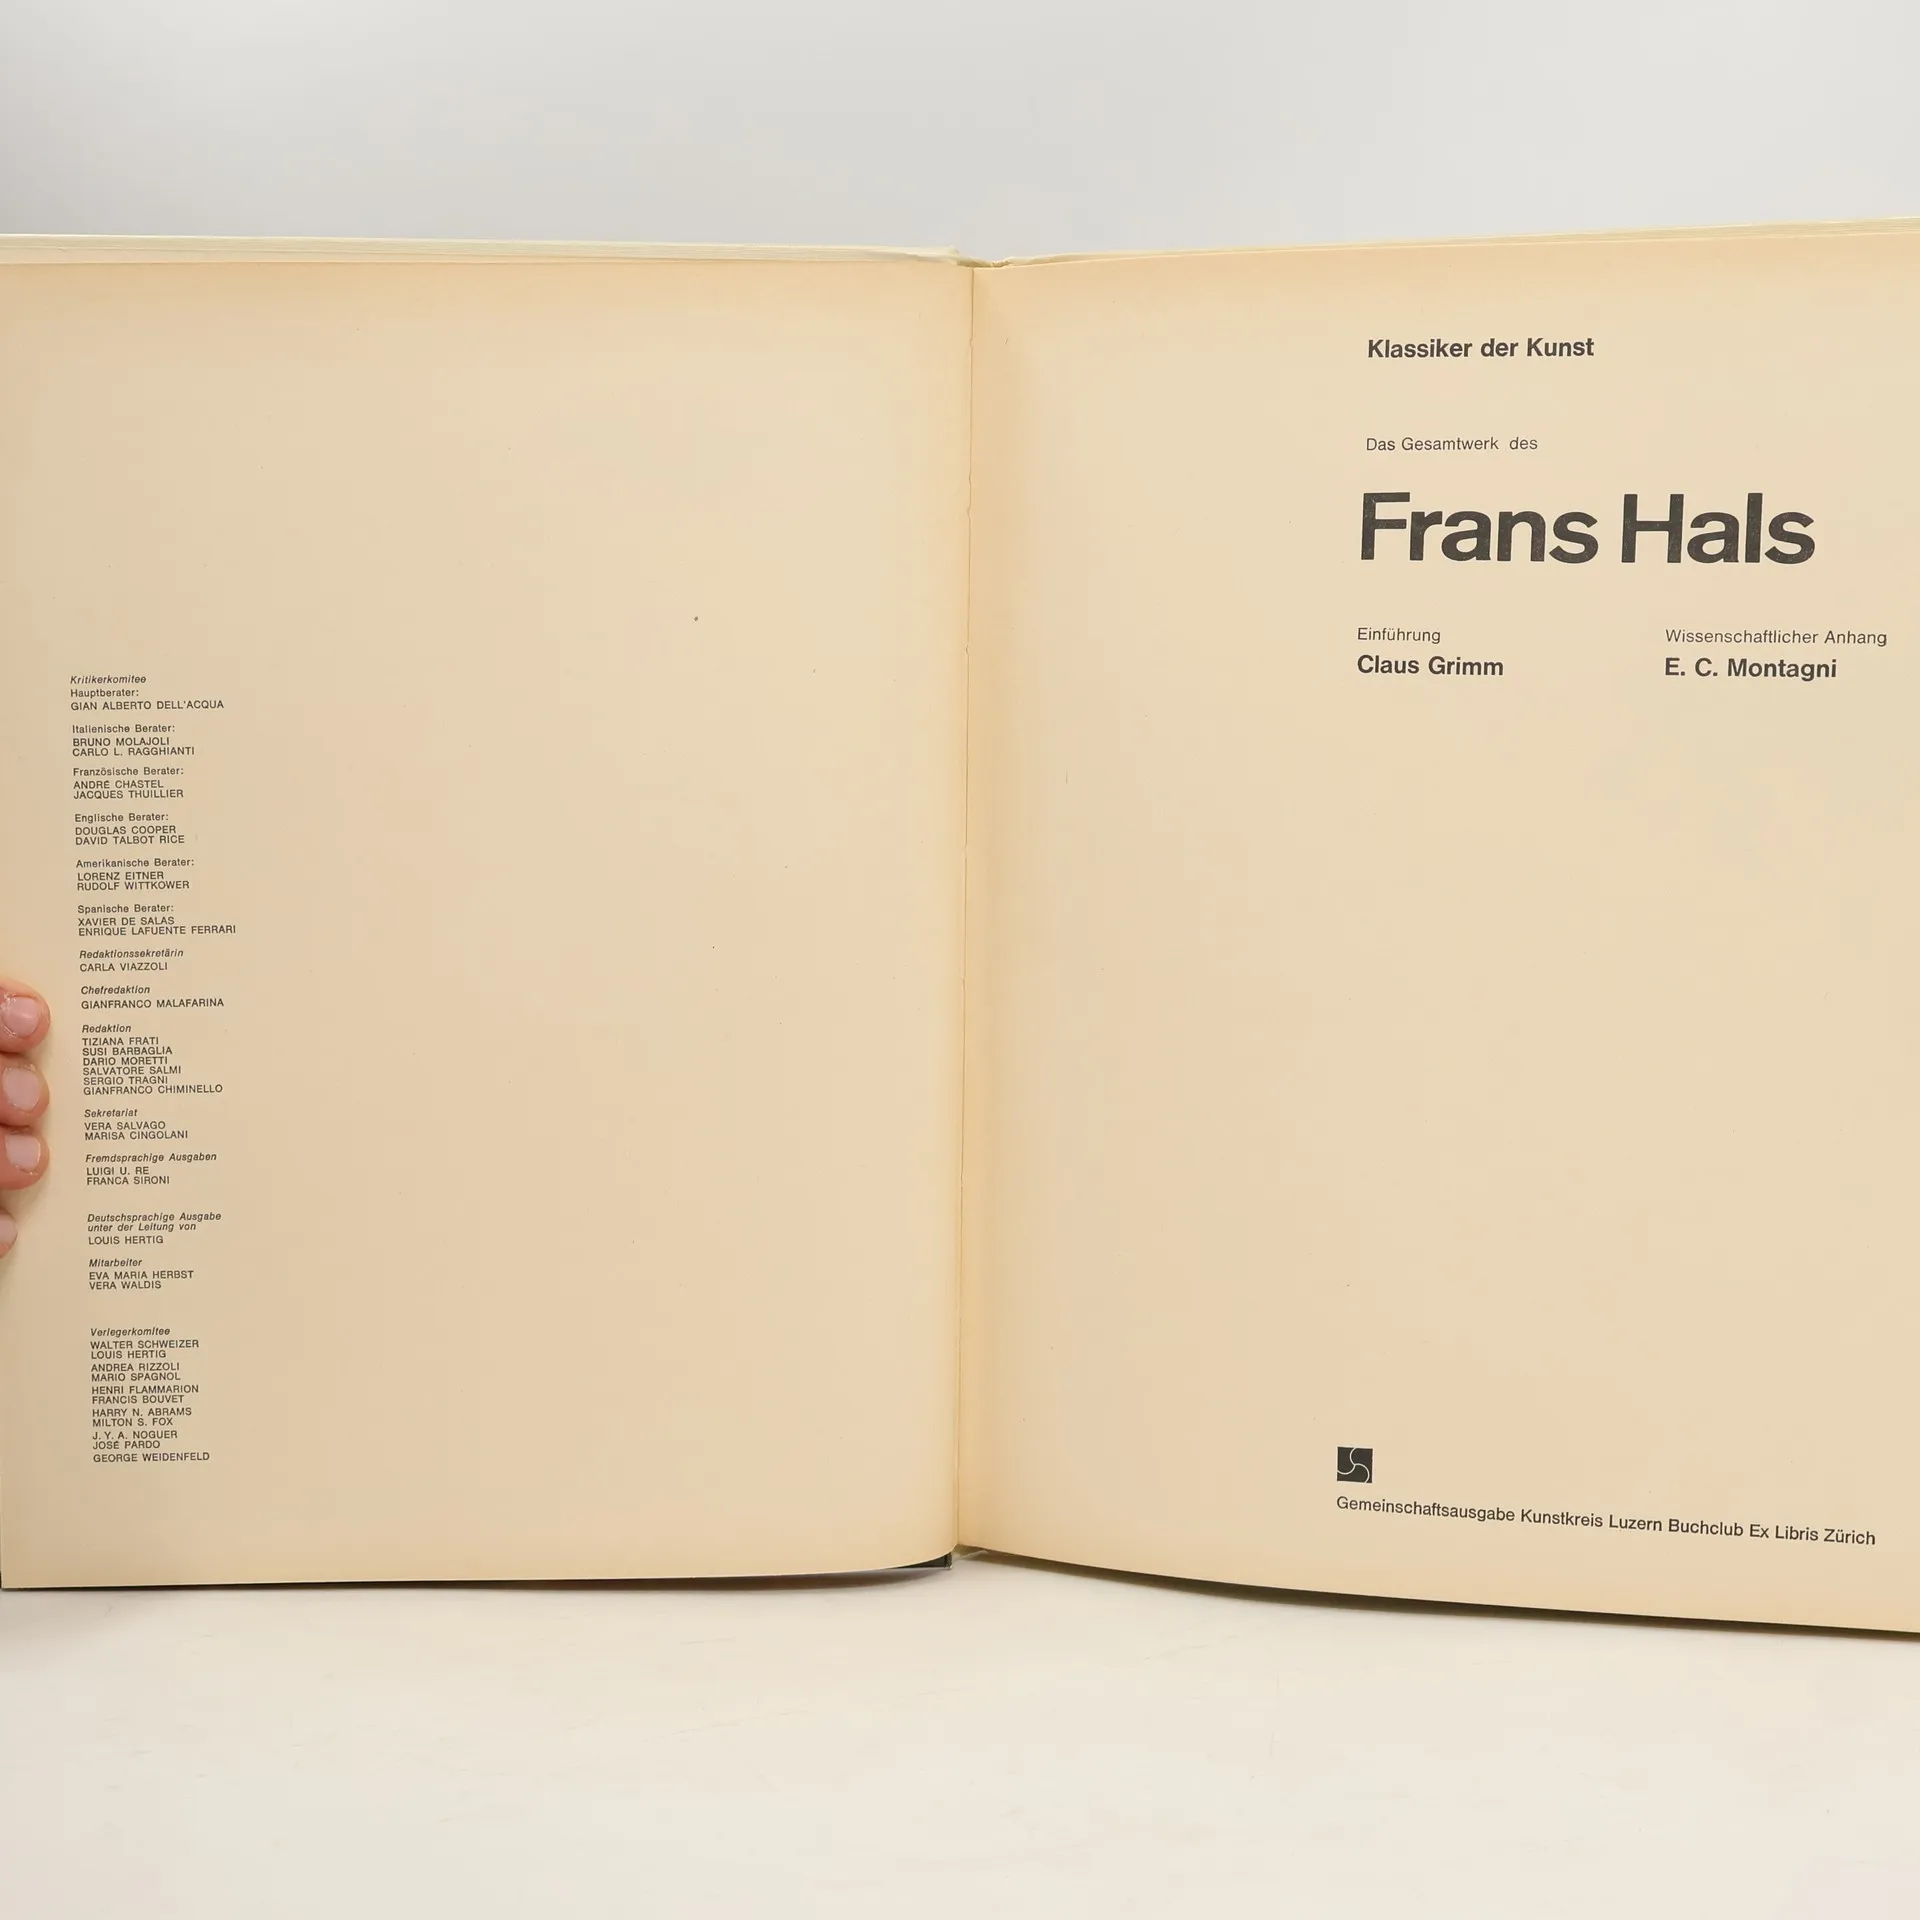 Kritikerkomitee
Hauptberater:
GIAN ALBERTO DELL'ACQUA
Italienische Berater:
BRUNO MOLAJOLI
CARLO L. RAGGHIANTI
Französische Berater:
ANDRÉ CHASTEL
JACQUES THUILLIER
Englische Berater:
DOUGLAS COOPER
DAVID TALBOT RICE
Amerikanische Berater:
LORENZ EITNER
RUDOLF WITTKOWER
Spanische Berater:
XAVIER DE SALAS
ENRIQUE LAFUENTE FERRARI
Redaktionssekretärin
CARLA VIAZZOLI
Chefredaktion
GIANFRANCO MALAFARINA
Redaktion
TIZIANA FRATI
SUSI BARBAGLIA
DARIO MORETTI
SALVATORE SALMI
SERGIO TRAGNI
GIANFRANCO CHIMINELLO
Sekretariat
VERA SALVAGO
MARISA CINGOLANI
Fremdsprachige Ausgaben
LUIGI U. RE
FRANCA SIRONI
Deutschsprachige Ausgabe
unter der Leitung von
LOUIS HERTIG
Mitarbeiter
EVA MARIA HERBST
VERA WALDIS
Verlegerkomitee
WALTER SCHWEIZER
LOUIS HERTIG
ANDREA RIZZOLI
MARIO SPAGNOL
HENRI FLAMMARION
FRANCIS BOUVET
HARRY N. ABRAMS
MILTON S. FOX
J. Y. A. NOGUER
JOSÉ PARDO
GEORGE WEIDENFELD
Klassiker der Kunst
Das Gesamtwerk des
Frans Hals
Einführung
Claus Grimm
Wissenschaftlicher Anhang
E. C. Montagni
Gemeinschaftsausgabe Kunstkreis Luzern Buchclub Ex Libris Zürich